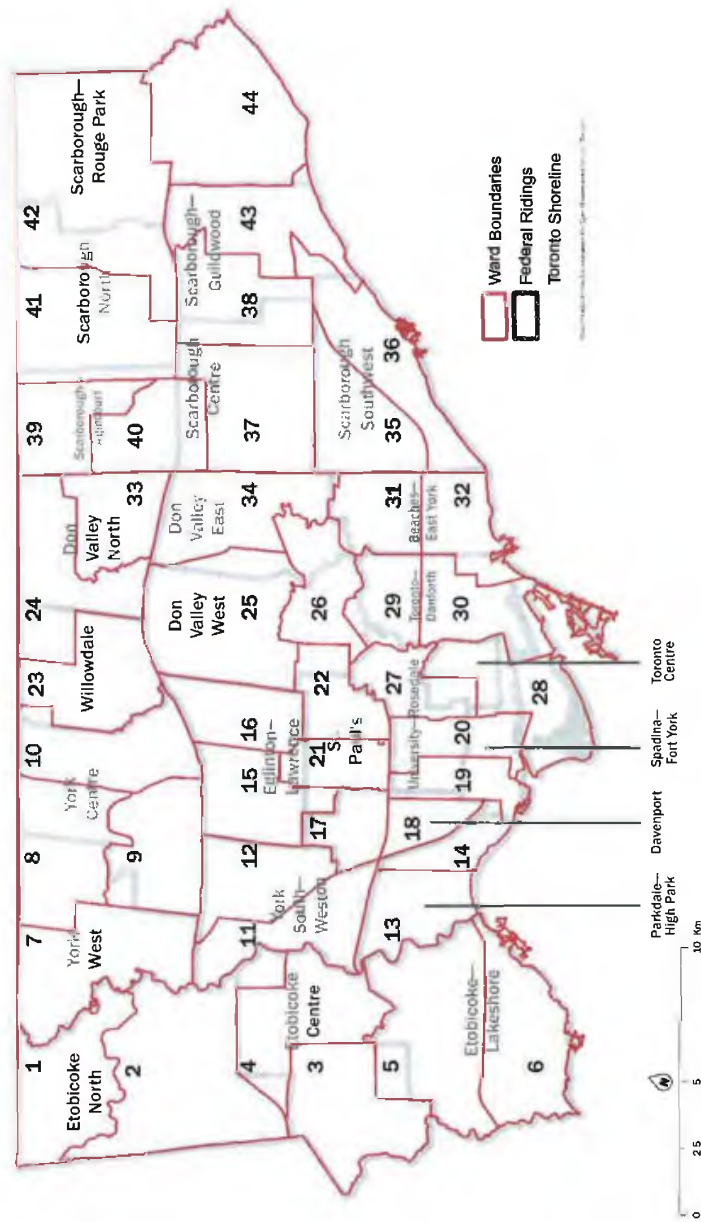 1
Etobicoke
North
2
7
York
West
8
York
Centre
9
10
23
Willowdale
24
Don
Valley
North
33
39
Scarborough
40
41
Scarborough
North
42
Scarborough—
Rouge Park
4
3
Etobicoke
Centre
5
Etobicoke—
Lakeshore
6
11
York
South—
Weston
12
15
16
Eglinton—
Lawrence
17
21
St.
Paul's
22
Don
Valley
West
25
26
Don
Valley
East
34
Scarborough
Centre
37
38
Scarborough—
Guildwood
43
44
13
14
18
19
20
University—Rosedale
27
28
29
Toronto—
Danforth
30
31
Beaches—
East York
32
Scarborough
Southwest
35
36
Parkdale—
High Park
Davenport
Spadina—
Fort York
Toronto
Centre
Ward Boundaries
Federal Ridings
Toronto Shoreline
N
0 2.5 5 10 Km